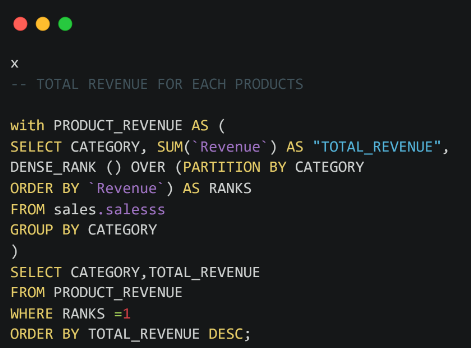 x
-- TOTAL REVENUE FOR EACH PRODUCTS
with PRODUCT_REVENUE AS (
SELECT CATEGORY, SUM(`Revenue`) AS "TOTAL_REVENUE",
DENSE_RANK () OVER (PARTITION BY CATEGORY
ORDER BY `Revenue`) AS RANKS
FROM sales.salesss
GROUP BY CATEGORY
)
SELECT CATEGORY,TOTAL_REVENUE
FROM PRODUCT_REVENUE
WHERE RANKS =1
ORDER BY TOTAL_REVENUE DESC;